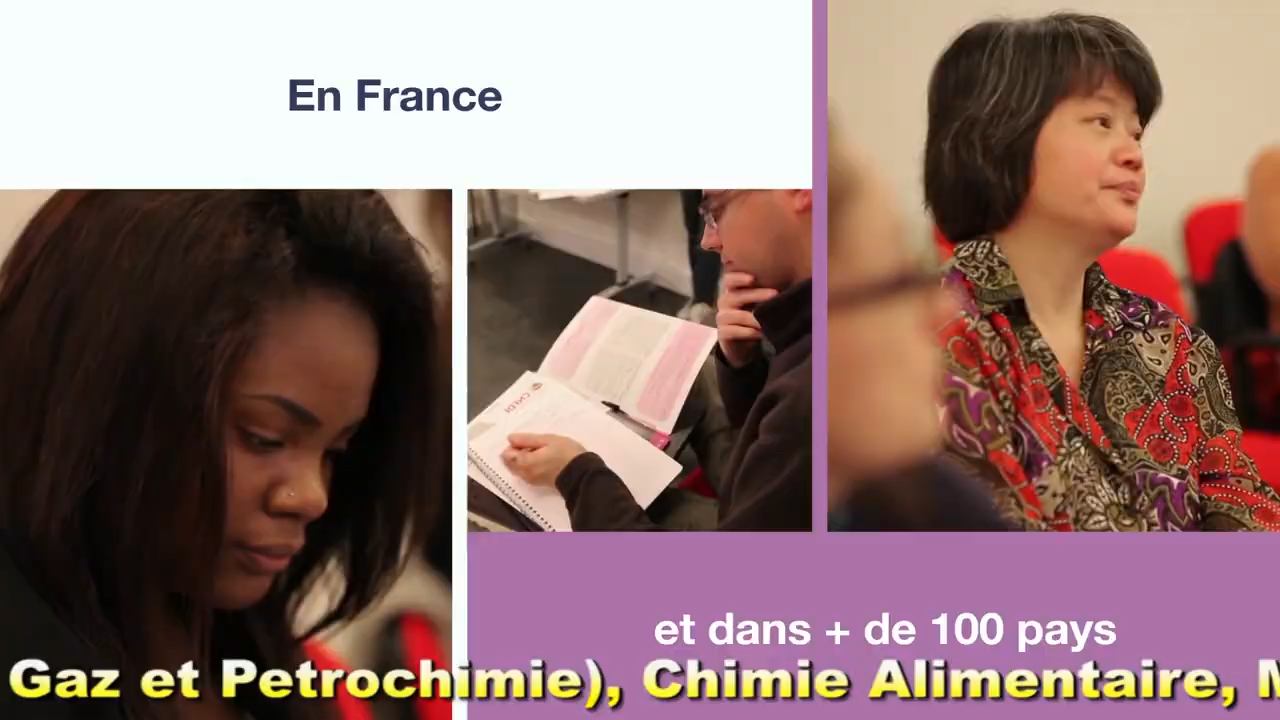 En France
et dans + de 100 pays
Gaz et Petrochimie), Chimie Alimentaire, M